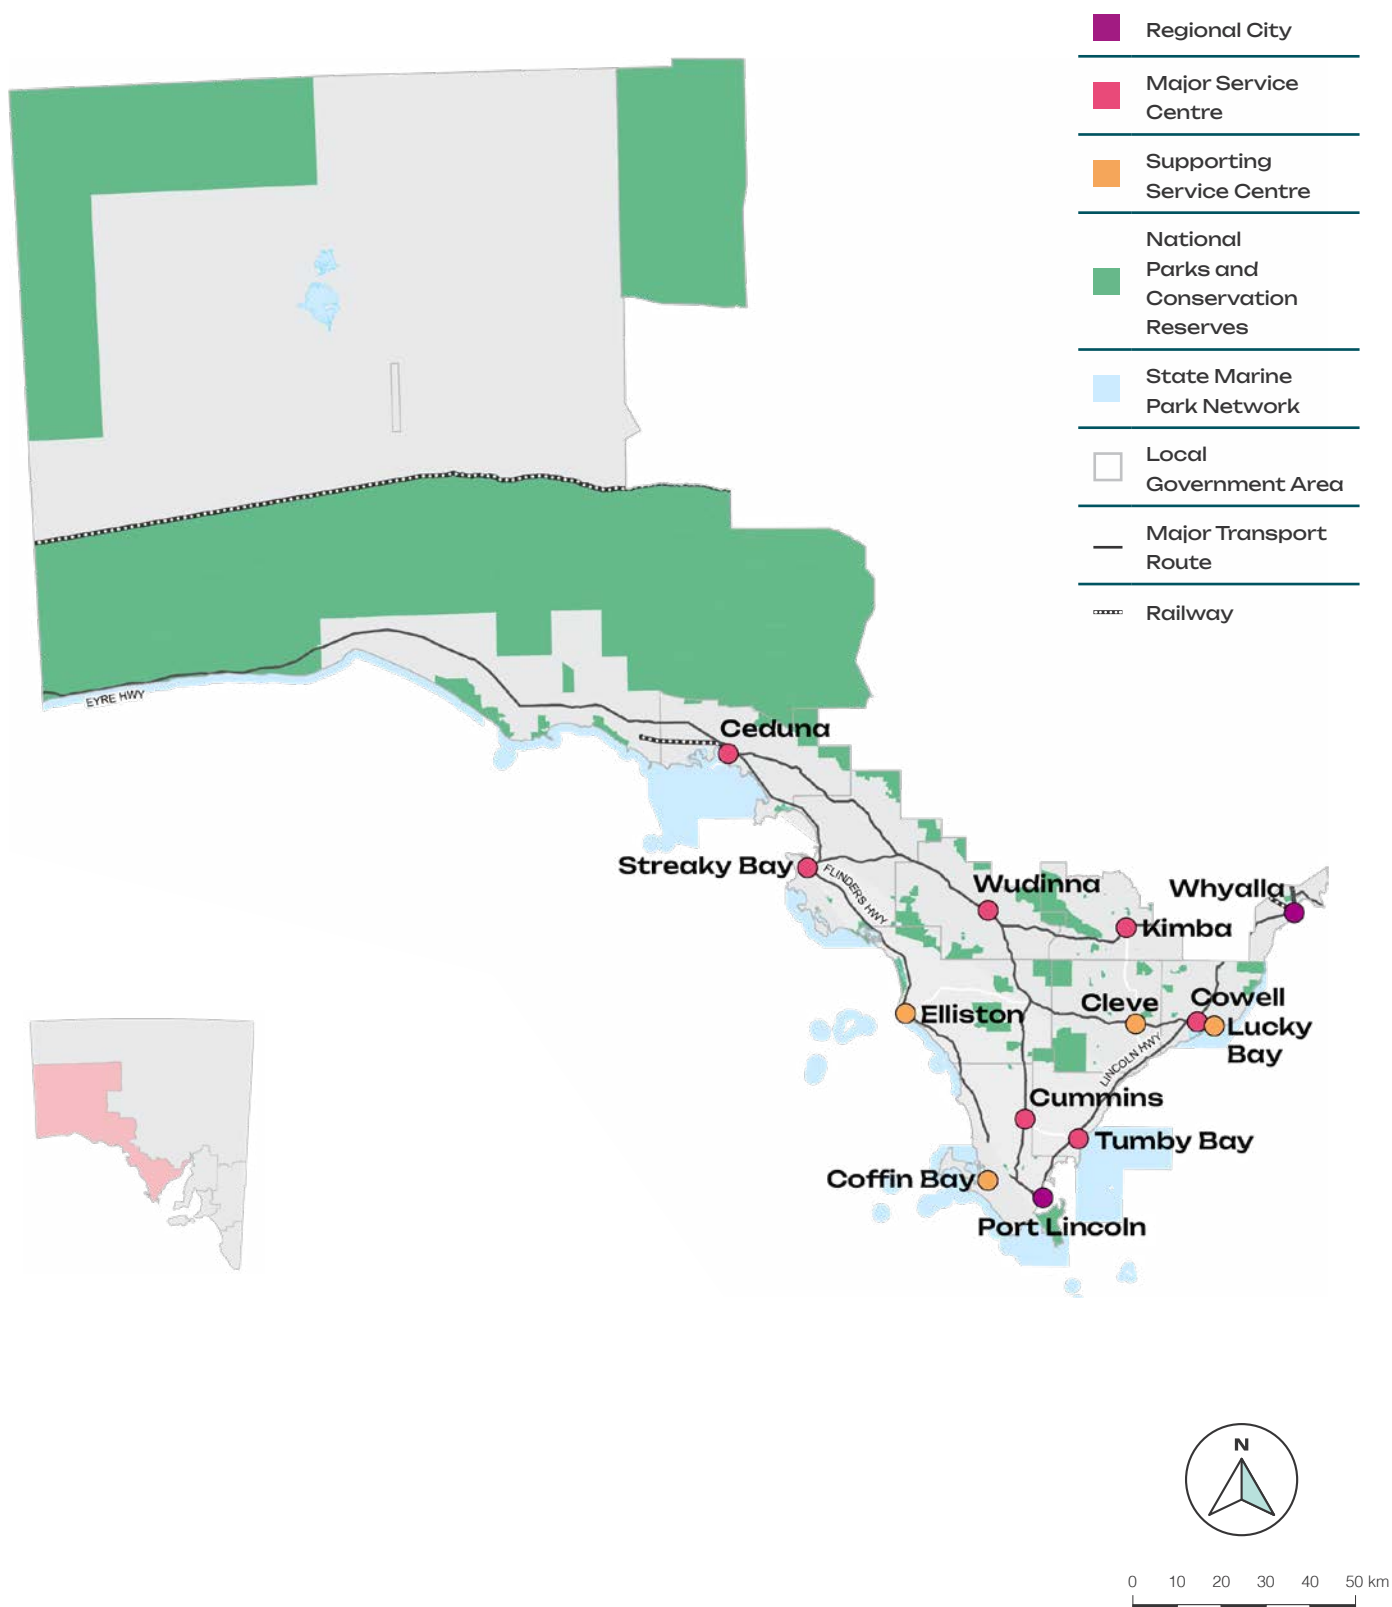 Regional City
Major Service
Centre
Supporting
Service Centre
National
Parks and
Conservation
Reserves
State Marine
Park Network
Local
Government Area
Major Transport
Route
Railway
EYRE HWY
Ceduna
Streaky Bay
FLINDERS HWY
Wudinna
Whyalla
Kimba
Elliston
Cleve
Cowell
Lucky
Bay
LINCOLN HWY
Cummins
Tumby Bay
Coffin Bay
Port Lincoln
N
0 10 20 30 40 50 km